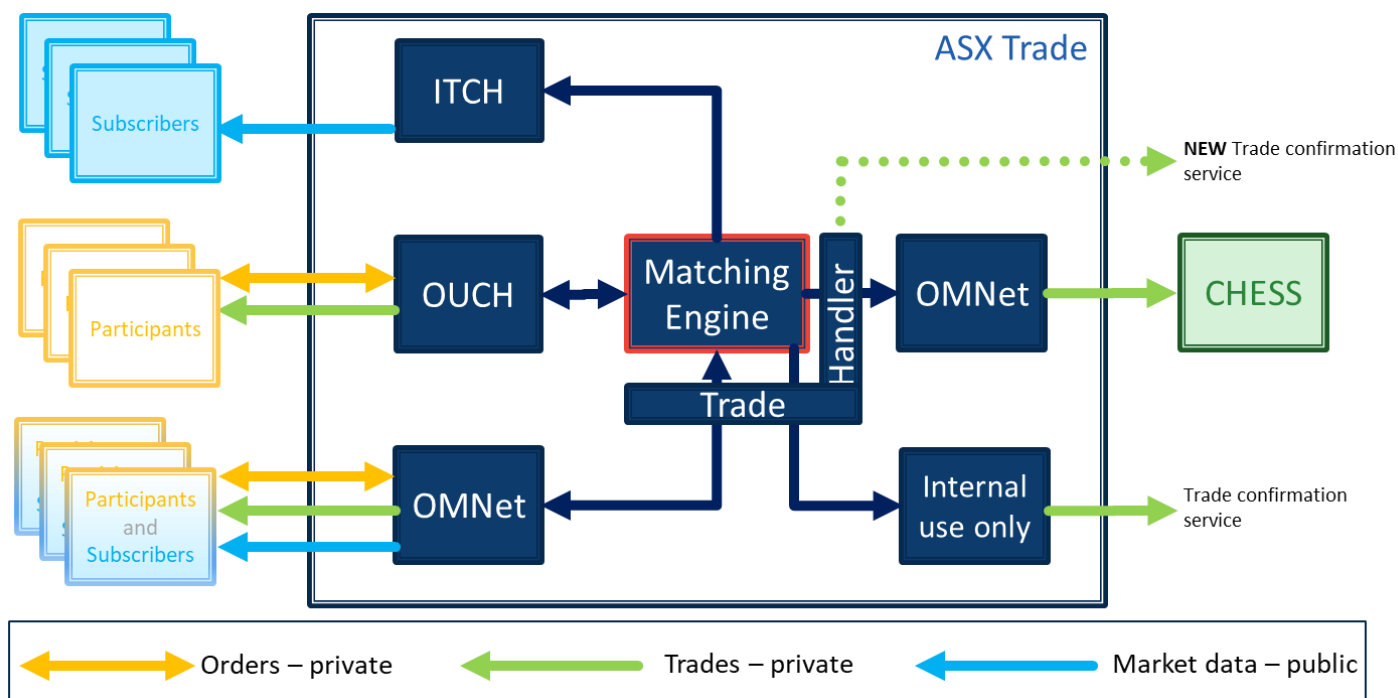 ASX Trade
ITCH
Subscribers
NEW Trade confirmation
service
Matching
Engine
Handler
OUCH
OMNet
CHESS
Participants
Trade
OMNet
Participants
and
Subscribers
Internal
use only
Trade confirmation
service
Orders – private
Trades – private
Market data – public